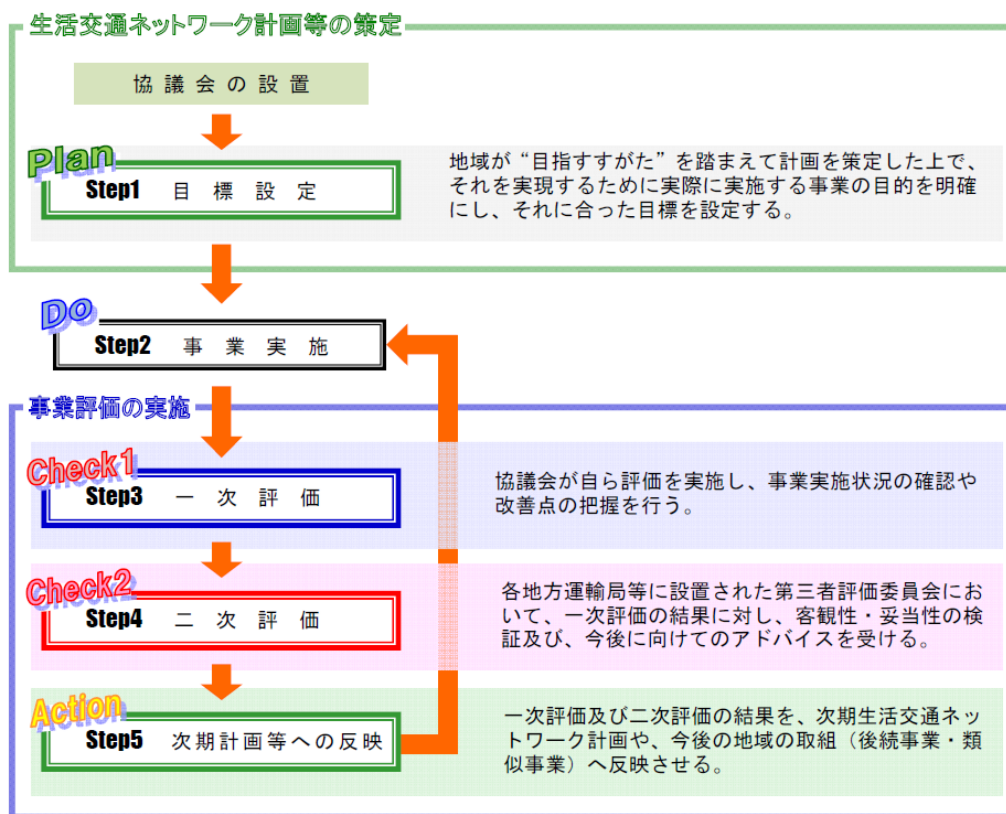 生活交通ネットワーク計画等の策定
協議会の設置
Plan
Step1 目標設定
地域が“目指すすがた”を踏まえて計画を策定した上で、
それを実現するために実際に実施する事業の目的を明確
にし、それに合った目標を設定する。
Do
Step2 事業実施
事業評価の実施
Check1
Step3 一次評価
協議会が自ら評価を実施し、事業実施状況の確認や
改善点の把握を行う。
Check2
Step4 二次評価
各地方運輸局等に設置された第三者評価委員会にお
いて、一次評価の結果に対し、客観性・妥当性の検
証及び、今後に向けてのアドバイスを受ける。
Action
Step5 次期計画等への反映
一次評価及び二次評価の結果を、次期生活交通ネッ
トワーク計画や、今後の地域の取組（後続事業・類
似事業）へ反映させる。